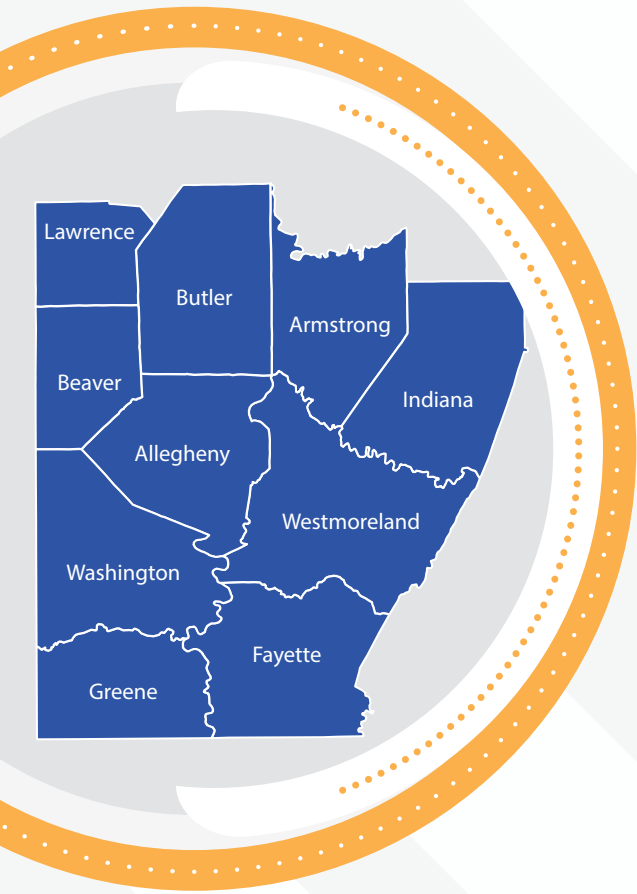 Lawrence
Butler
Armstrong
Beaver
Indiana
Allegheny
Westmoreland
Washington
Fayette
Greene